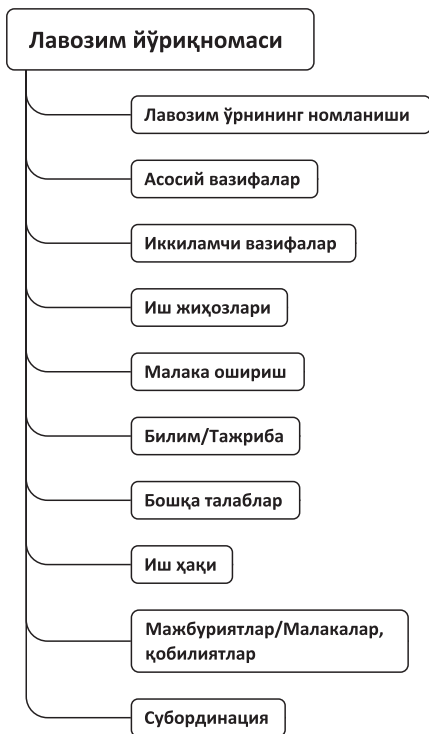 Лавозим йўриқномаси
Лавозим ўрнининг номланиши
Асосий вазифалар
Иккиламчи вазифалар
Иш жиҳозлари
Малака ошириш
Билим/Тажриба
Бошқа талаблар
Иш ҳақи
Мажбуриятлар/Малакалар,
қобилиятлар
Субординация